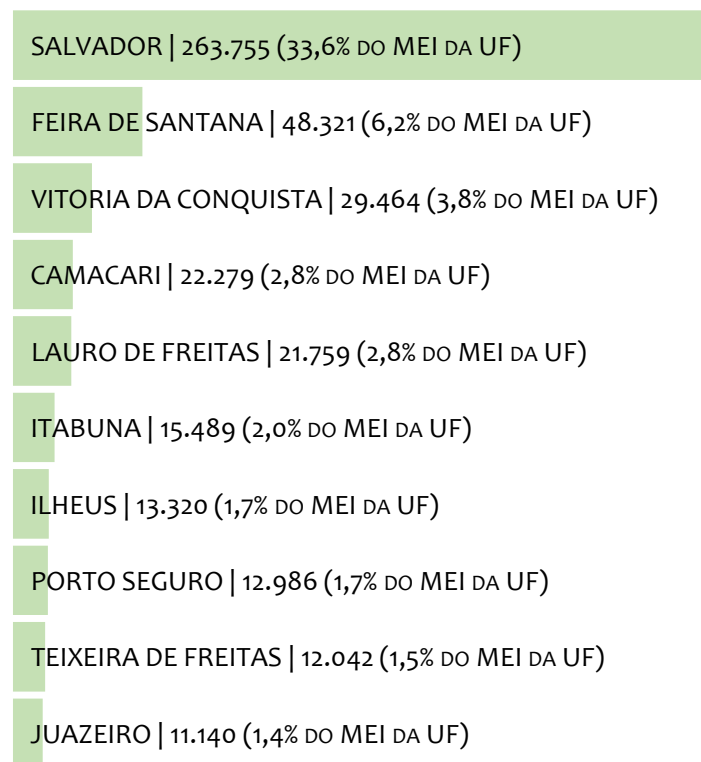 SALVADOR | 263.755 (33,6% DO MEI DA UF)
FEIRA DE SANTANA | 48.321 (6,2% DO MEI DA UF)
VITORIA DA CONQUISTA | 29.464 (3,8% DO MEI DA UF)
CAMACARI | 22.279 (2,8% DO MEI DA UF)
LAURO DE FREITAS | 21.759 (2,8% DO MEI DA UF)
ITABUNA | 15.489 (2,0% DO MEI DA UF)
ILHEUS | 13.320 (1,7% DO MEI DA UF)
PORTO SEGURO | 12.986 (1,7% DO MEI DA UF)
TEIXEIRA DE FREITAS | 12.042 (1,5% DO MEI DA UF)
JUAZEIRO | 11.140 (1,4% DO MEI DA UF)